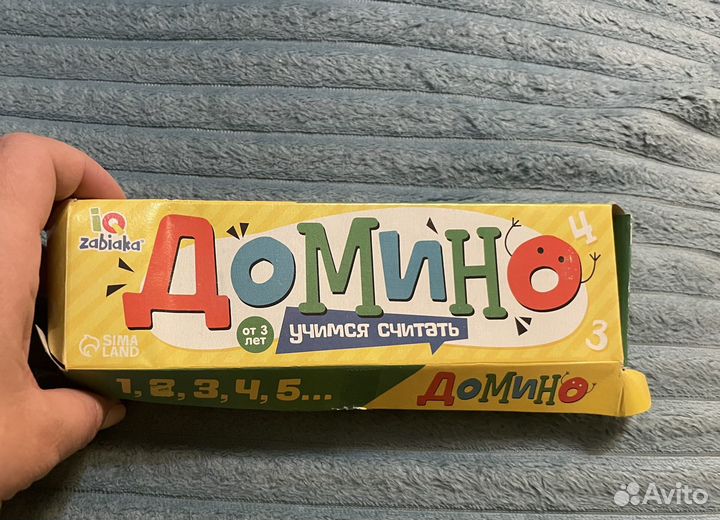 iQ
zabiaka
ДОМИНО
4
от 3
лет
учимся считать
3
SIMA
LAND
1, 2, 3, 4, 5...
ДОМИНО
Avito